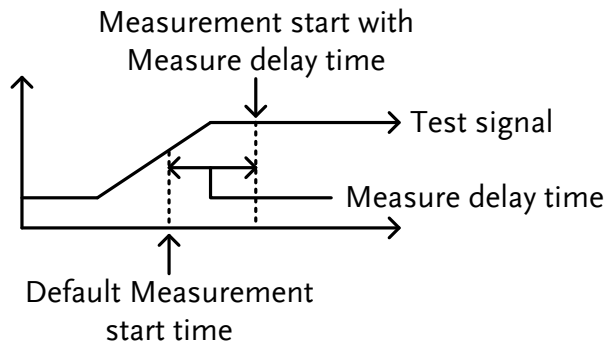 Measurement start with
Measure delay time
Test signal
Measure delay time
Default Measurement
start time